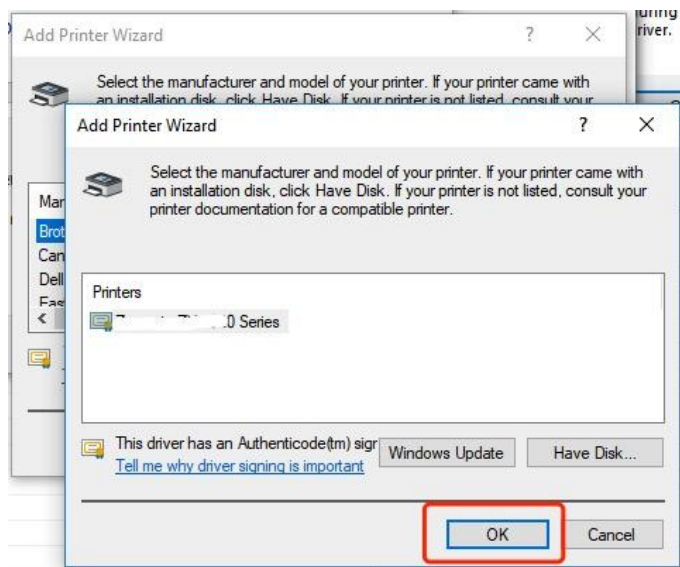 uring
river.
Add Printer Wizard ?
Select the manufacturer and model of your printer. If your printer came with
an installation disk, click Have Disk. If your printer is not listed, consult your
Mar
Brot
Can
Dell
Add Printer Wizard ?
Select the manufacturer and model of your printer. If your printer came with
an installation disk, click Have Disk. If your printer is not listed, consult your
printer documentation for a compatible printer.
Printers
0 Series
This driver has an Authenticode(tm) sigr
Tell me why driver signing is important
Windows Update
Have Disk...
OK
Cancel